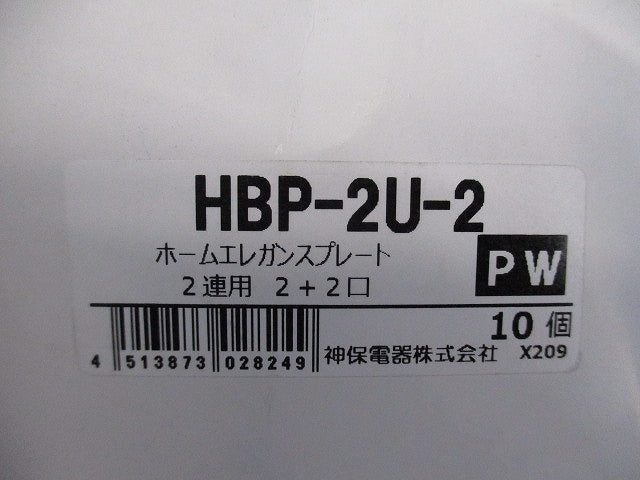 HBP-2U-2
ホームエレガンスプレート
2連用 2+2口
PW
10個
4 513873 028249
神保電器株式会社 X209